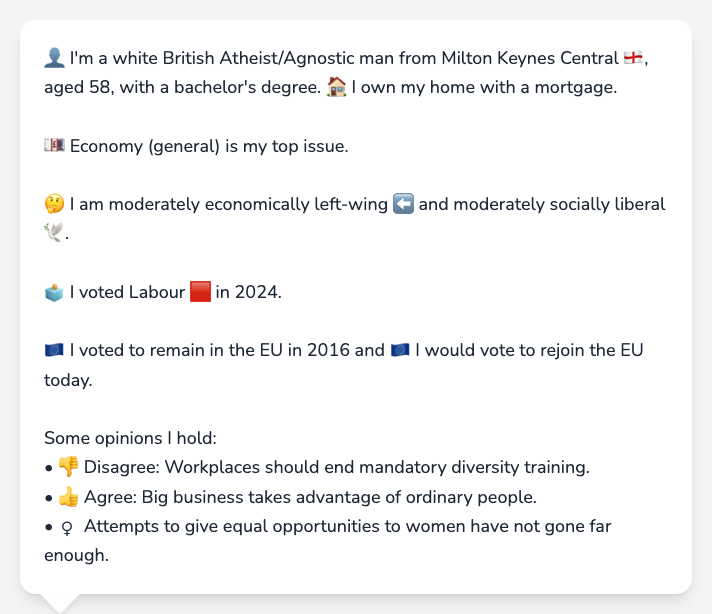 👤 I'm a white British Atheist/Agnostic man from Milton Keynes Central 🏴󠁧󠁢󠁥󠁮󠁧󠁿,
aged 58, with a bachelor's degree. 🏠 I own my home with a mortgage.
💷 Economy (general) is my top issue.
🤔 I am moderately economically left-wing ⬅️ and moderately socially liberal
🕊️.
🗳️ I voted Labour 🟥 in 2024.
🇪🇺 I voted to remain in the EU in 2016 and 🇪🇺 I would vote to rejoin the EU
today.
Some opinions I hold:
• 👎 Disagree: Workplaces should end mandatory diversity training.
• 👍 Agree: Big business takes advantage of ordinary people.
• ♀ Attempts to give equal opportunities to women have not gone far
enough.